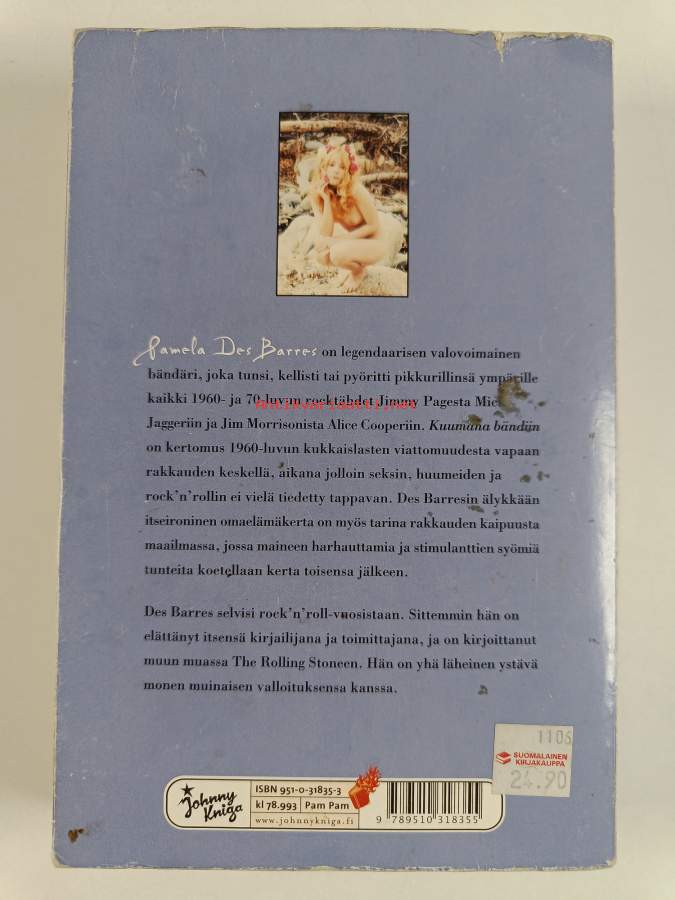 Pamela Des Barres on legendaarisen valovoimainen
bändäri, joka tunsi, kellisti tai pyöritti pikkurillinsä ympärille
kaikki 1960- ja 70-luvun rocktähdet Jimmy Pagesta Mick
Antikvariaatti.net
Jaggeriin ja Jim Morrisonista Alice Cooperiin. Kuumana bändiin
on kertomus 1960-luvun kukkaislasten viattomuudesta vapaan
rakkauden keskellä, aikana jolloin seksin, huumeiden ja
rock'n'rollin ei vielä tiedetty tappavan. Des Barresin älykkään
itseironinen omaelämäkerta on myös tarina rakkauden kaipuusta
maailmassa, jossa maineen harhauttamia ja stimulanttien syömiä
tunteita koetellaan kerta toisensa jälkeen.
Des Barres selvisi rock'n'roll-vuosistaan. Sittemmin hän on
elättänyt itsensä kirjailijana ja toimittajana, ja on kirjoittanut
muun muassa The Rolling Stoneen. Hän on yhä läheinen ystävä
monen muinaisen valloituksensa kanssa.
1106
SUOMALAINEN
KIRJAKAUPPA
24.90
Johnny
Kniga
ISBN 951-0-31835-3
kl 78.993 Pam Pam
www.johnnykniga.fi
9 789510 318355